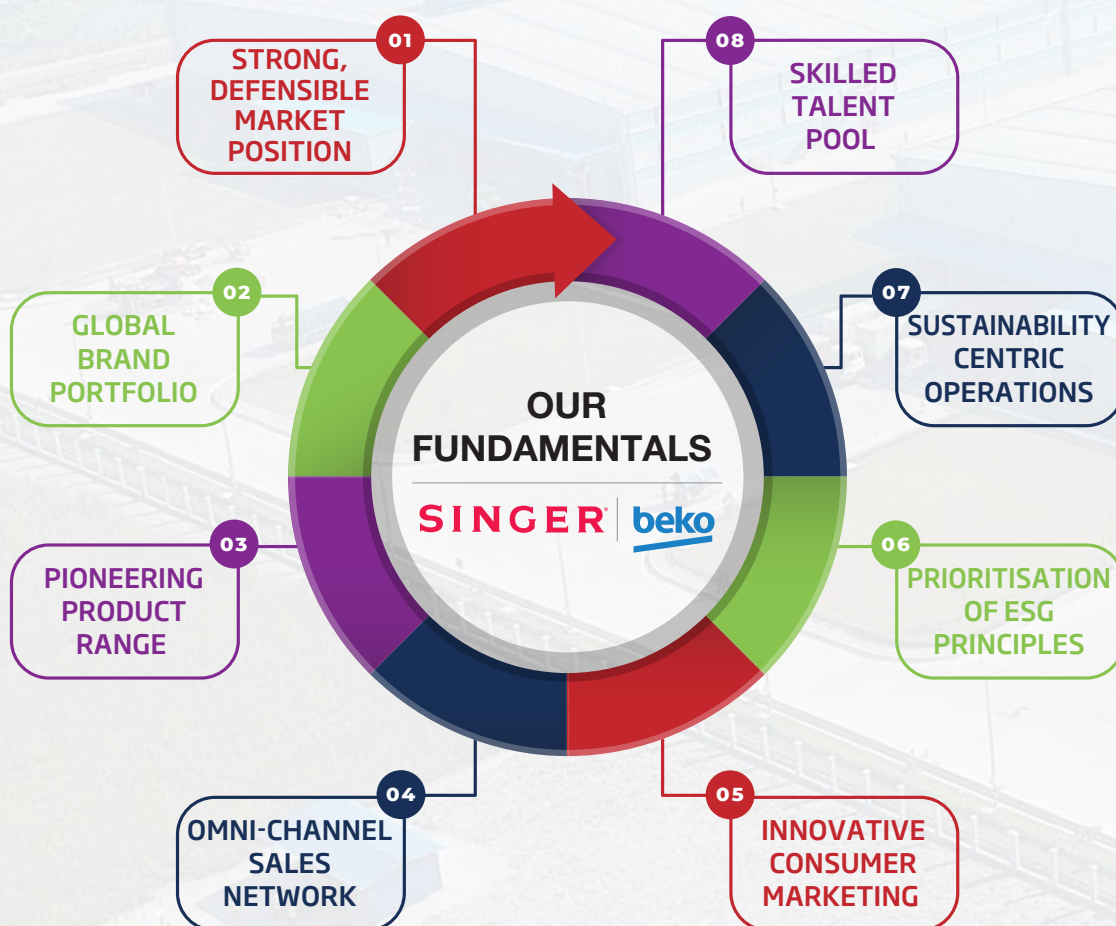 01
STRONG,
DEFENSIBLE
MARKET
POSITION
02
GLOBAL
BRAND
PORTFOLIO
03
PIONEERING
PRODUCT
RANGE
04
OMNI-CHANNEL
SALES
NETWORK
05
INNOVATIVE
CONSUMER
MARKETING
06
PRIORITISATION
OF ESG
PRINCIPLES
07
SUSTAINABILITY
CENTRIC
OPERATIONS
08
SKILLED
TALENT
POOL
OUR
FUNDAMENTALS
SINGER® beko